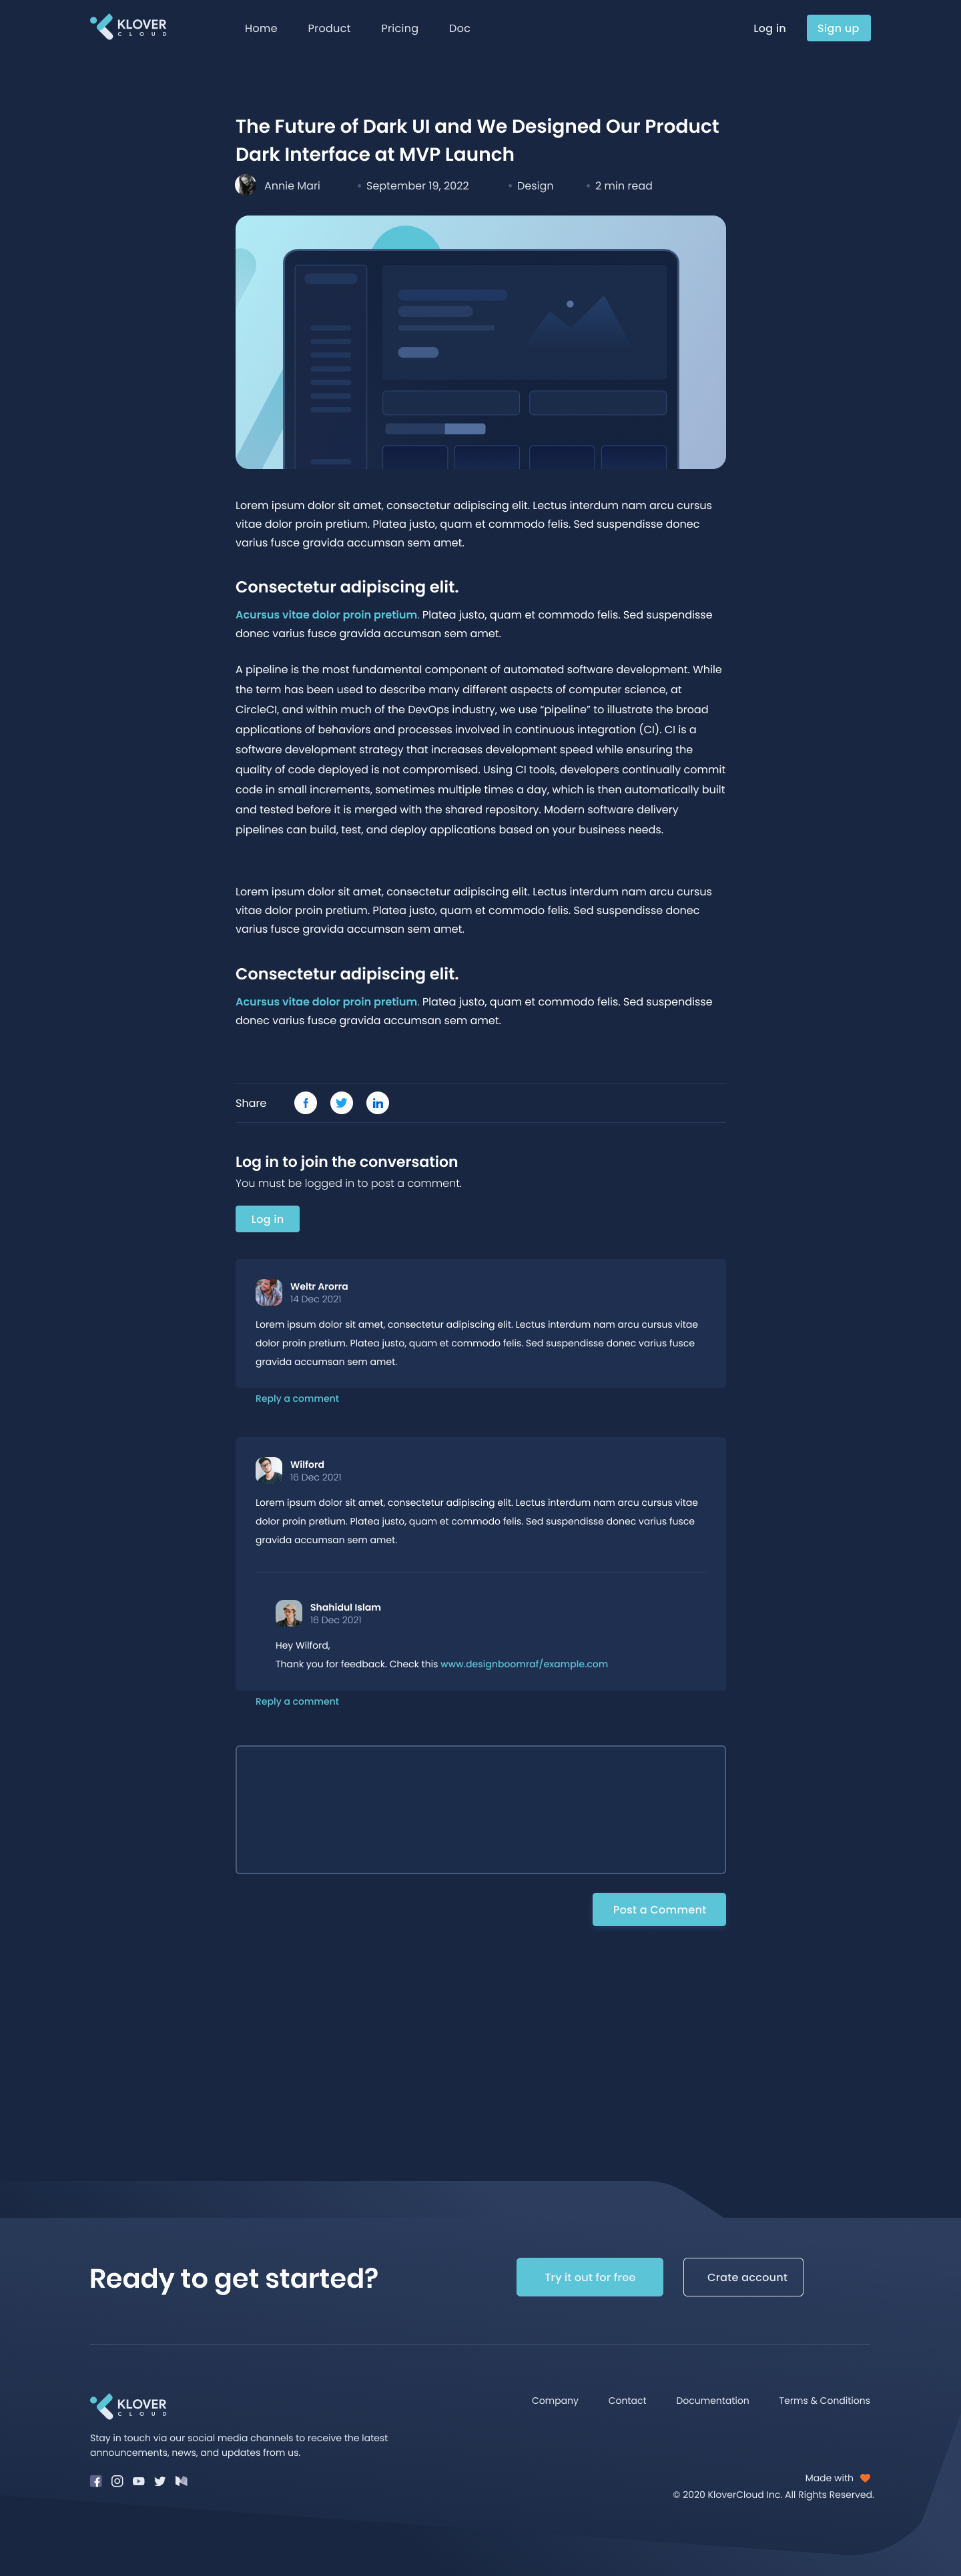 KLOVER
CLOUD
Home Product Pricing Doc Log in Sign up
The Future of Dark UI and We Designed Our Product
Dark Interface at MVP Launch
Annie Mari • September 19, 2022 • Design • 2 min read
Lorem ipsum dolor sit amet, consectetur adipiscing elit. Lectus interdum nam arcu cursus
vitae dolor proin pretium. Platea justo, quam et commodo felis. Sed suspendisse donec
varius fusce gravida accumsan sem amet.
Consectetur adipiscing elit.
Acursus vitae dolor proin pretium. Platea justo, quam et commodo felis. Sed suspendisse
donec varius fusce gravida accumsan sem amet.
A pipeline is the most fundamental component of automated software development. While
the term has been used to describe many different aspects of computer science, at
CircleCI, and within much of the DevOps industry, we use “pipeline” to illustrate the broad
applications of behaviors and processes involved in continuous integration (CI). CI is a
software development strategy that increases development speed while ensuring the
quality of code deployed is not compromised. Using CI tools, developers continually commit
code in small increments, sometimes multiple times a day, which is then automatically built
and tested before it is merged with the shared repository. Modern software delivery
pipelines can build, test, and deploy applications based on your business needs.
Lorem ipsum dolor sit amet, consectetur adipiscing elit. Lectus interdum nam arcu cursus
vitae dolor proin pretium. Platea justo, quam et commodo felis. Sed suspendisse donec
varius fusce gravida accumsan sem amet.
Consectetur adipiscing elit.
Acursus vitae dolor proin pretium. Platea justo, quam et commodo felis. Sed suspendisse
donec varius fusce gravida accumsan sem amet.
Share
Log in to join the conversation
You must be logged in to post a comment.
Log in
Weltr Arorra
14 Dec 2021
Lorem ipsum dolor sit amet, consectetur adipiscing elit. Lectus interdum nam arcu cursus vitae
dolor proin pretium. Platea justo, quam et commodo felis. Sed suspendisse donec varius fusce
gravida accumsan sem amet.
Reply a comment
Wilford
16 Dec 2021
Lorem ipsum dolor sit amet, consectetur adipiscing elit. Lectus interdum nam arcu cursus vitae
dolor proin pretium. Platea justo, quam et commodo felis. Sed suspendisse donec varius fusce
gravida accumsan sem amet.
Shahidul Islam
16 Dec 2021
Hey Wilford,
Thank you for feedback. Check this www.designboomraf/example.com
Reply a comment
Post a Comment
Ready to get started? Try it out for free Crate account
KLOVER
CLOUD
Company Contact Documentation Terms & Conditions
Stay in touch via our social media channels to receive the latest
announcements, news, and updates from us.
Made with
© 2020 KloverCloud Inc. All Rights Reserved.